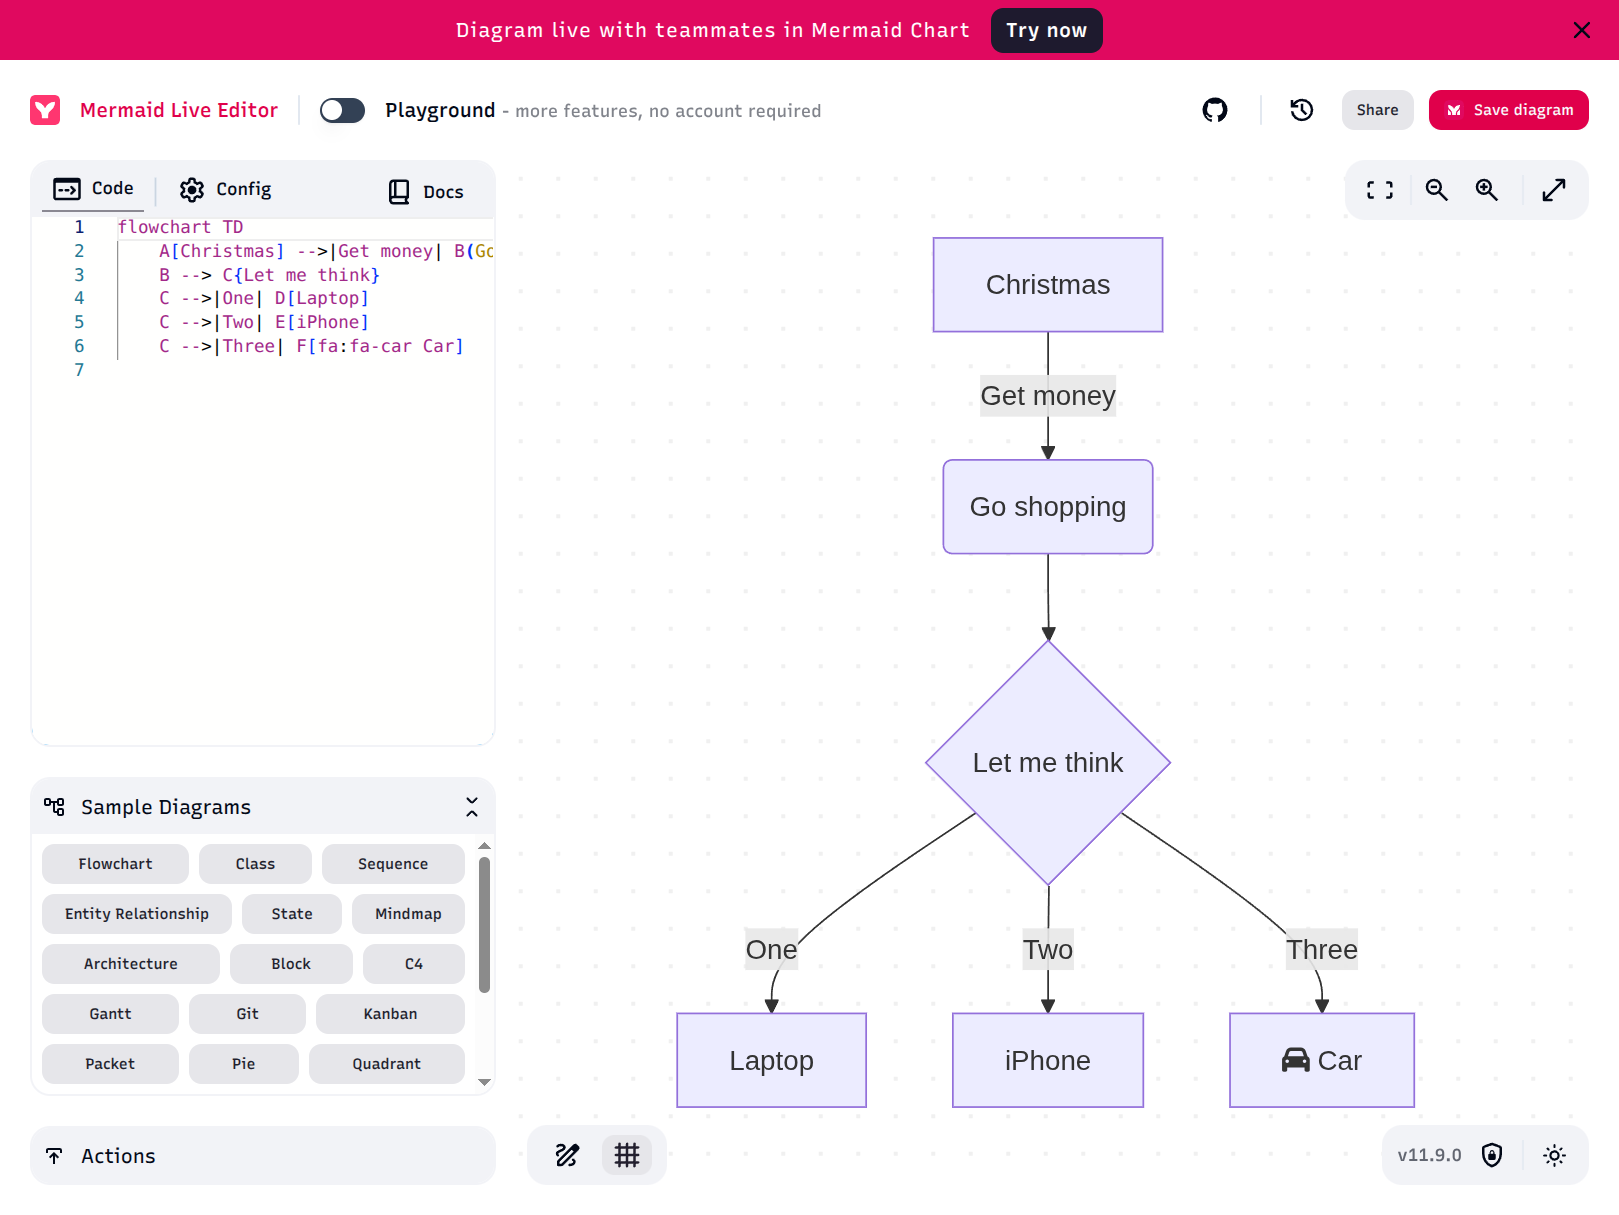 Diagram live with teammates in Mermaid Chart Try now
Mermaid Live Editor
Playground - more features, no account required
Share
Save diagram
Code
Config
Docs
1 flowchart TD
2 A[Christmas] -->|Get money| B(Go
3 B --> C{Let me think}
4 C -->|One| D[Laptop]
5 C -->|Two| E[iPhone]
6 C -->|Three| F[fa:fa-car Car]
7
Sample Diagrams
Flowchart Class Sequence
Entity Relationship State Mindmap
Architecture Block C4
Gantt Git Kanban
Packet Pie Quadrant
Actions
Christmas
Get money
Go shopping
Let me think
One Two Three
Laptop iPhone Car
v11.9.0